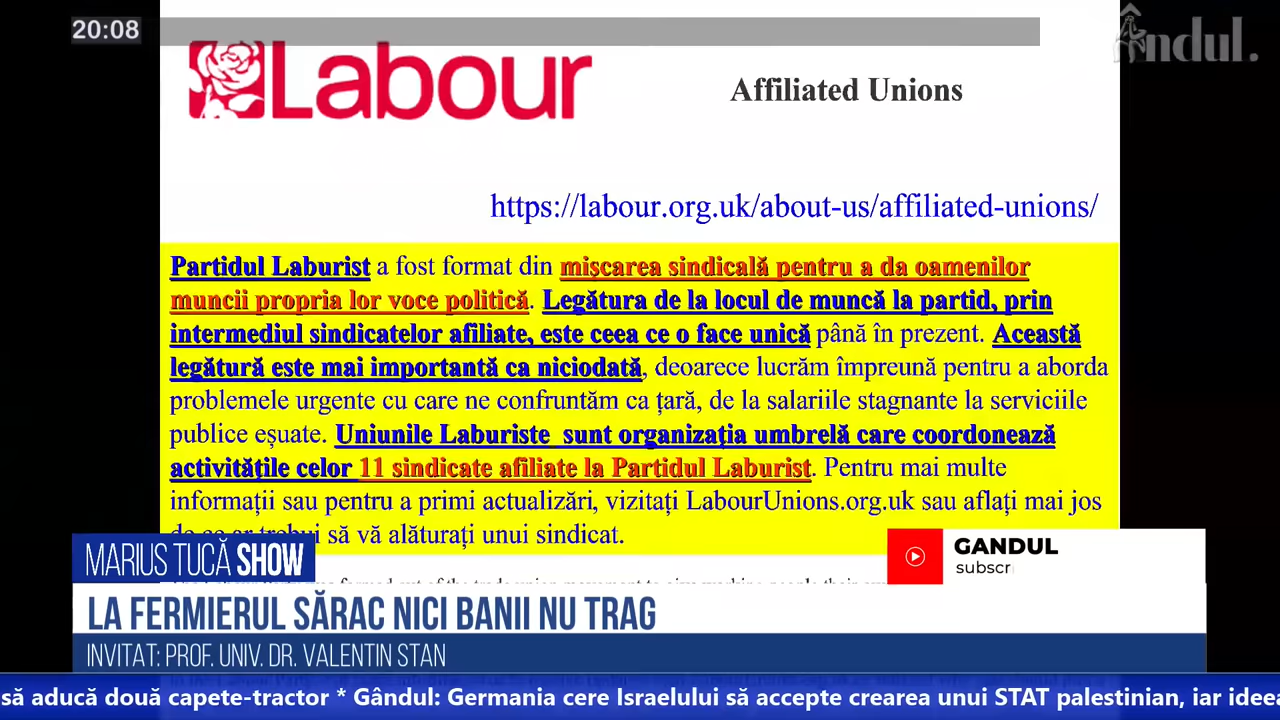 20:08
Gândul.
Labour
Affiliated Unions
https://labour.org.uk/about-us/affiliated-unions/
Partidul Laburist a fost format din mișcarea sindicală pentru a da oamenilor
muncii propria lor voce politică. Legătura de la locul de muncă la partid, prin
intermediul sindicatelor afiliate, este ceea ce o face unică până în prezent. Această
legătură este mai importantă ca niciodată, deoarece lucrăm împreună pentru a aborda
problemele urgente cu care ne confruntăm ca țară, de la salariile stagnante la serviciile
publice eșuate. Uniunile Laburiste sunt organizația umbrelă care coordonează
activitățile celor 11 sindicate afiliate la Partidul Laburist. Pentru mai multe
informații sau pentru a primi actualizări, vizitați LabourUnions.org.uk sau aflați mai jos
să vă alăturați unui sindicat.
MARIUS TUCĂ SHOW
GANDUL
subscr
LA FERMIERUL SĂRAC NICI BANII NU TRAG
INVITAT: PROF. UNIV. DR. VALENTIN STAN
să aducă două capete-tractor * Gândul: Germania cere Israelului să accepte crearea unui STAT palestinian, iar ideea